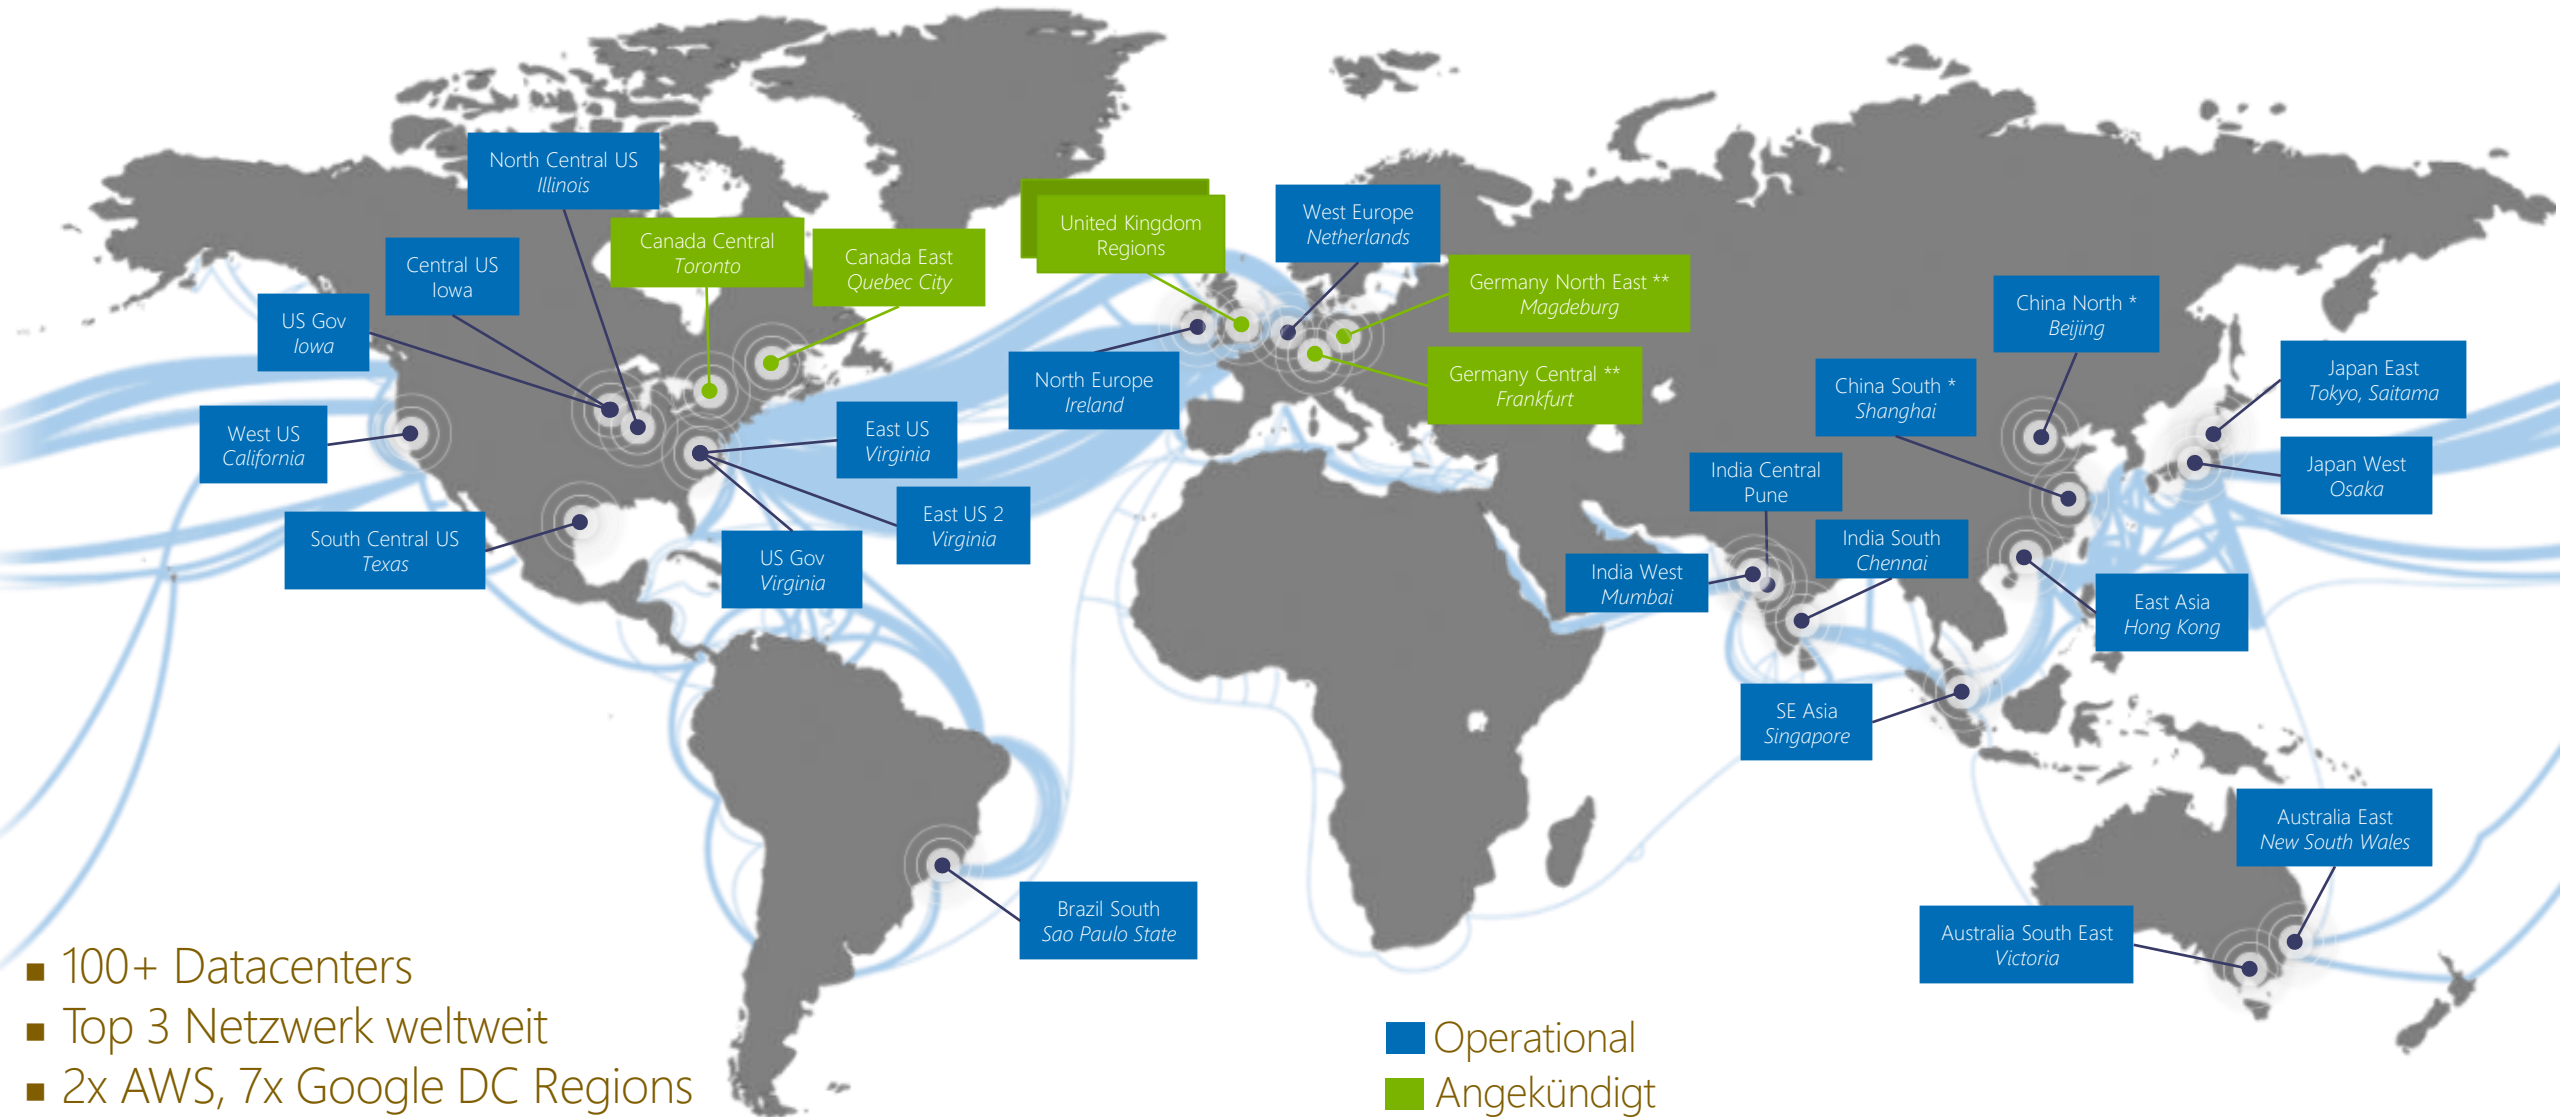 North Central US
Illinois
Canada Central
Toronto
Canada East
Quebec City
Central US
Iowa
US Gov
Iowa
West US
California
South Central US
Texas
East US
Virginia
East US 2
Virginia
US Gov
Virginia
United Kingdom
Regions
West Europe
Netherlands
Germany North East **
Magdeburg
Germany Central **
Frankfurt
North Europe
Ireland
China North *
Beijing
China South *
Shanghai
Japan East
Tokyo, Saitama
Japan West
Osaka
India Central
Pune
India South
Chennai
India West
Mumbai
East Asia
Hong Kong
SE Asia
Singapore
Australia East
New South Wales
Australia South East
Victoria
Brazil South
Sao Paulo State
▪ 100+ Datacenters
▪ Top 3 Netzwerk weltweit
▪ 2x AWS, 7x Google DC Regions
Operational
Angekündigt